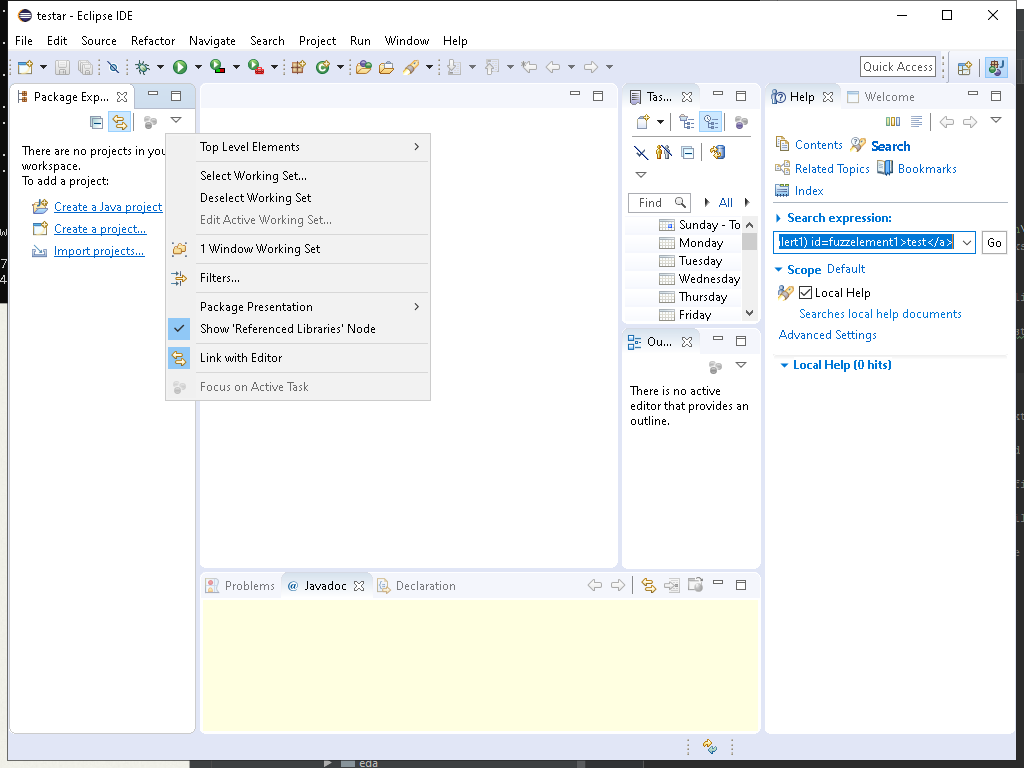 testar - Eclipse IDE
File Edit Source Refactor Navigate Search Project Run Window Help
Quick Access
Package Exp...
There are no projects in you
workspace.
To add a project:
Create a Java project
Create a project...
Import projects...
Top Level Elements
Select Working Set...
Deselect Working Set
Edit Active Working Set...
1 Window Working Set
Filters...
Package Presentation
Show 'Referenced Libraries' Node
Link with Editor
Focus on Active Task
Tas...
Find
All
Sunday - To
Monday
Tuesday
Wednesday
Thursday
Friday
Ou...
There is no active
editor that provides an
outline.
Help Welcome
Contents Search
Related Topics Bookmarks
Index
Search expression:
lert1) id=fuzzelement1>test</a> Go
Scope Default
Local Help
Searches local help documents
Advanced Settings
Local Help (0 hits)
Problems @ Javadoc Declaration
eda